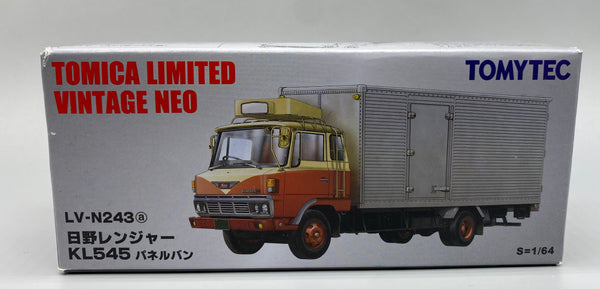 TOMICA LIMITED
VINTAGE NEO
TOMYTEC
LV-N243ⓐ
日野レンジャー
KL545 パネルバン
S=1/64